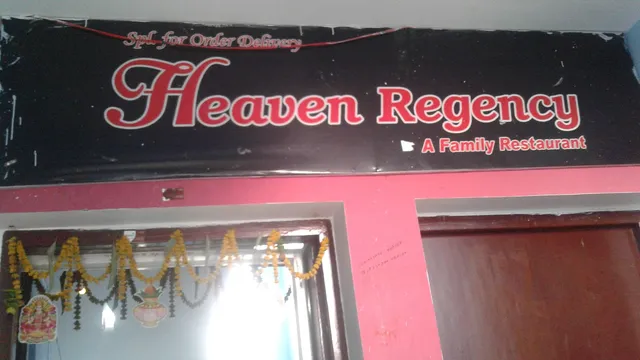 Spl. for Order Delivery
Heaven Regency
A Family Restaurant